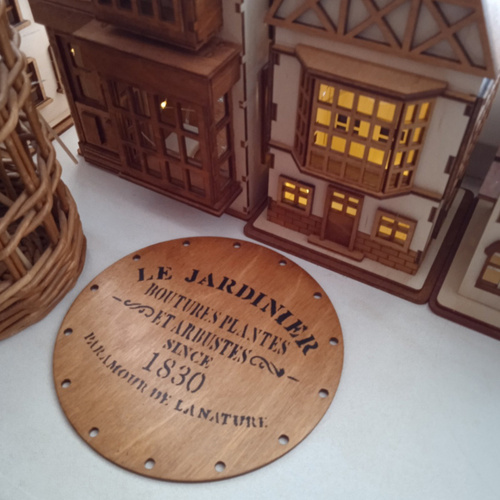 LE JARDINIER
BOUTURES PLANTES
ET ARBUSTES
SINCE
1830
PAR AMOUR DE LA NATURE